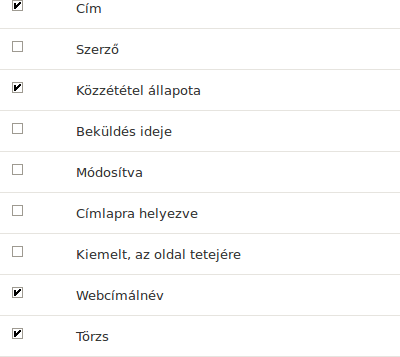 Cím
Szerző
Közzététel állapota
Beküldés ideje
Módosítva
Címlapra helyezve
Kiemelt, az oldal tetejére
Webcímálnév
Törzs